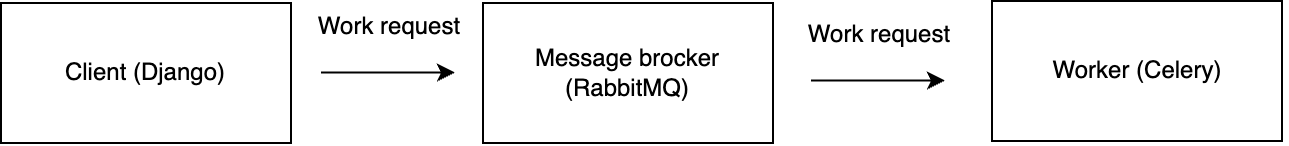 Client (Django)
Work request
Message brocker
(RabbitMQ)
Work request
Worker (Celery)